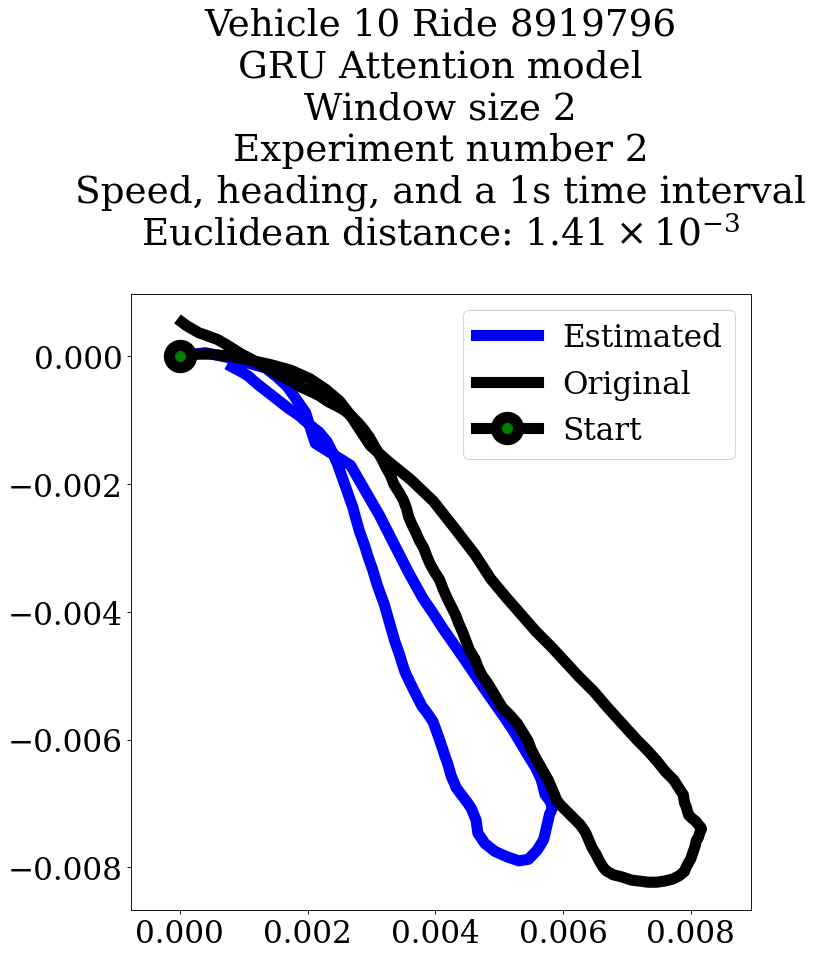 Vehicle 10 Ride 8919796
GRU Attention model
Window size 2
Experiment number 2
Speed, heading, and a 1s time interval
Euclidean distance: 1.41 × 10⁻³
Estimated
Original
Start
0.000
−0.002
−0.004
−0.006
−0.008
0.000 0.002 0.004 0.006 0.008